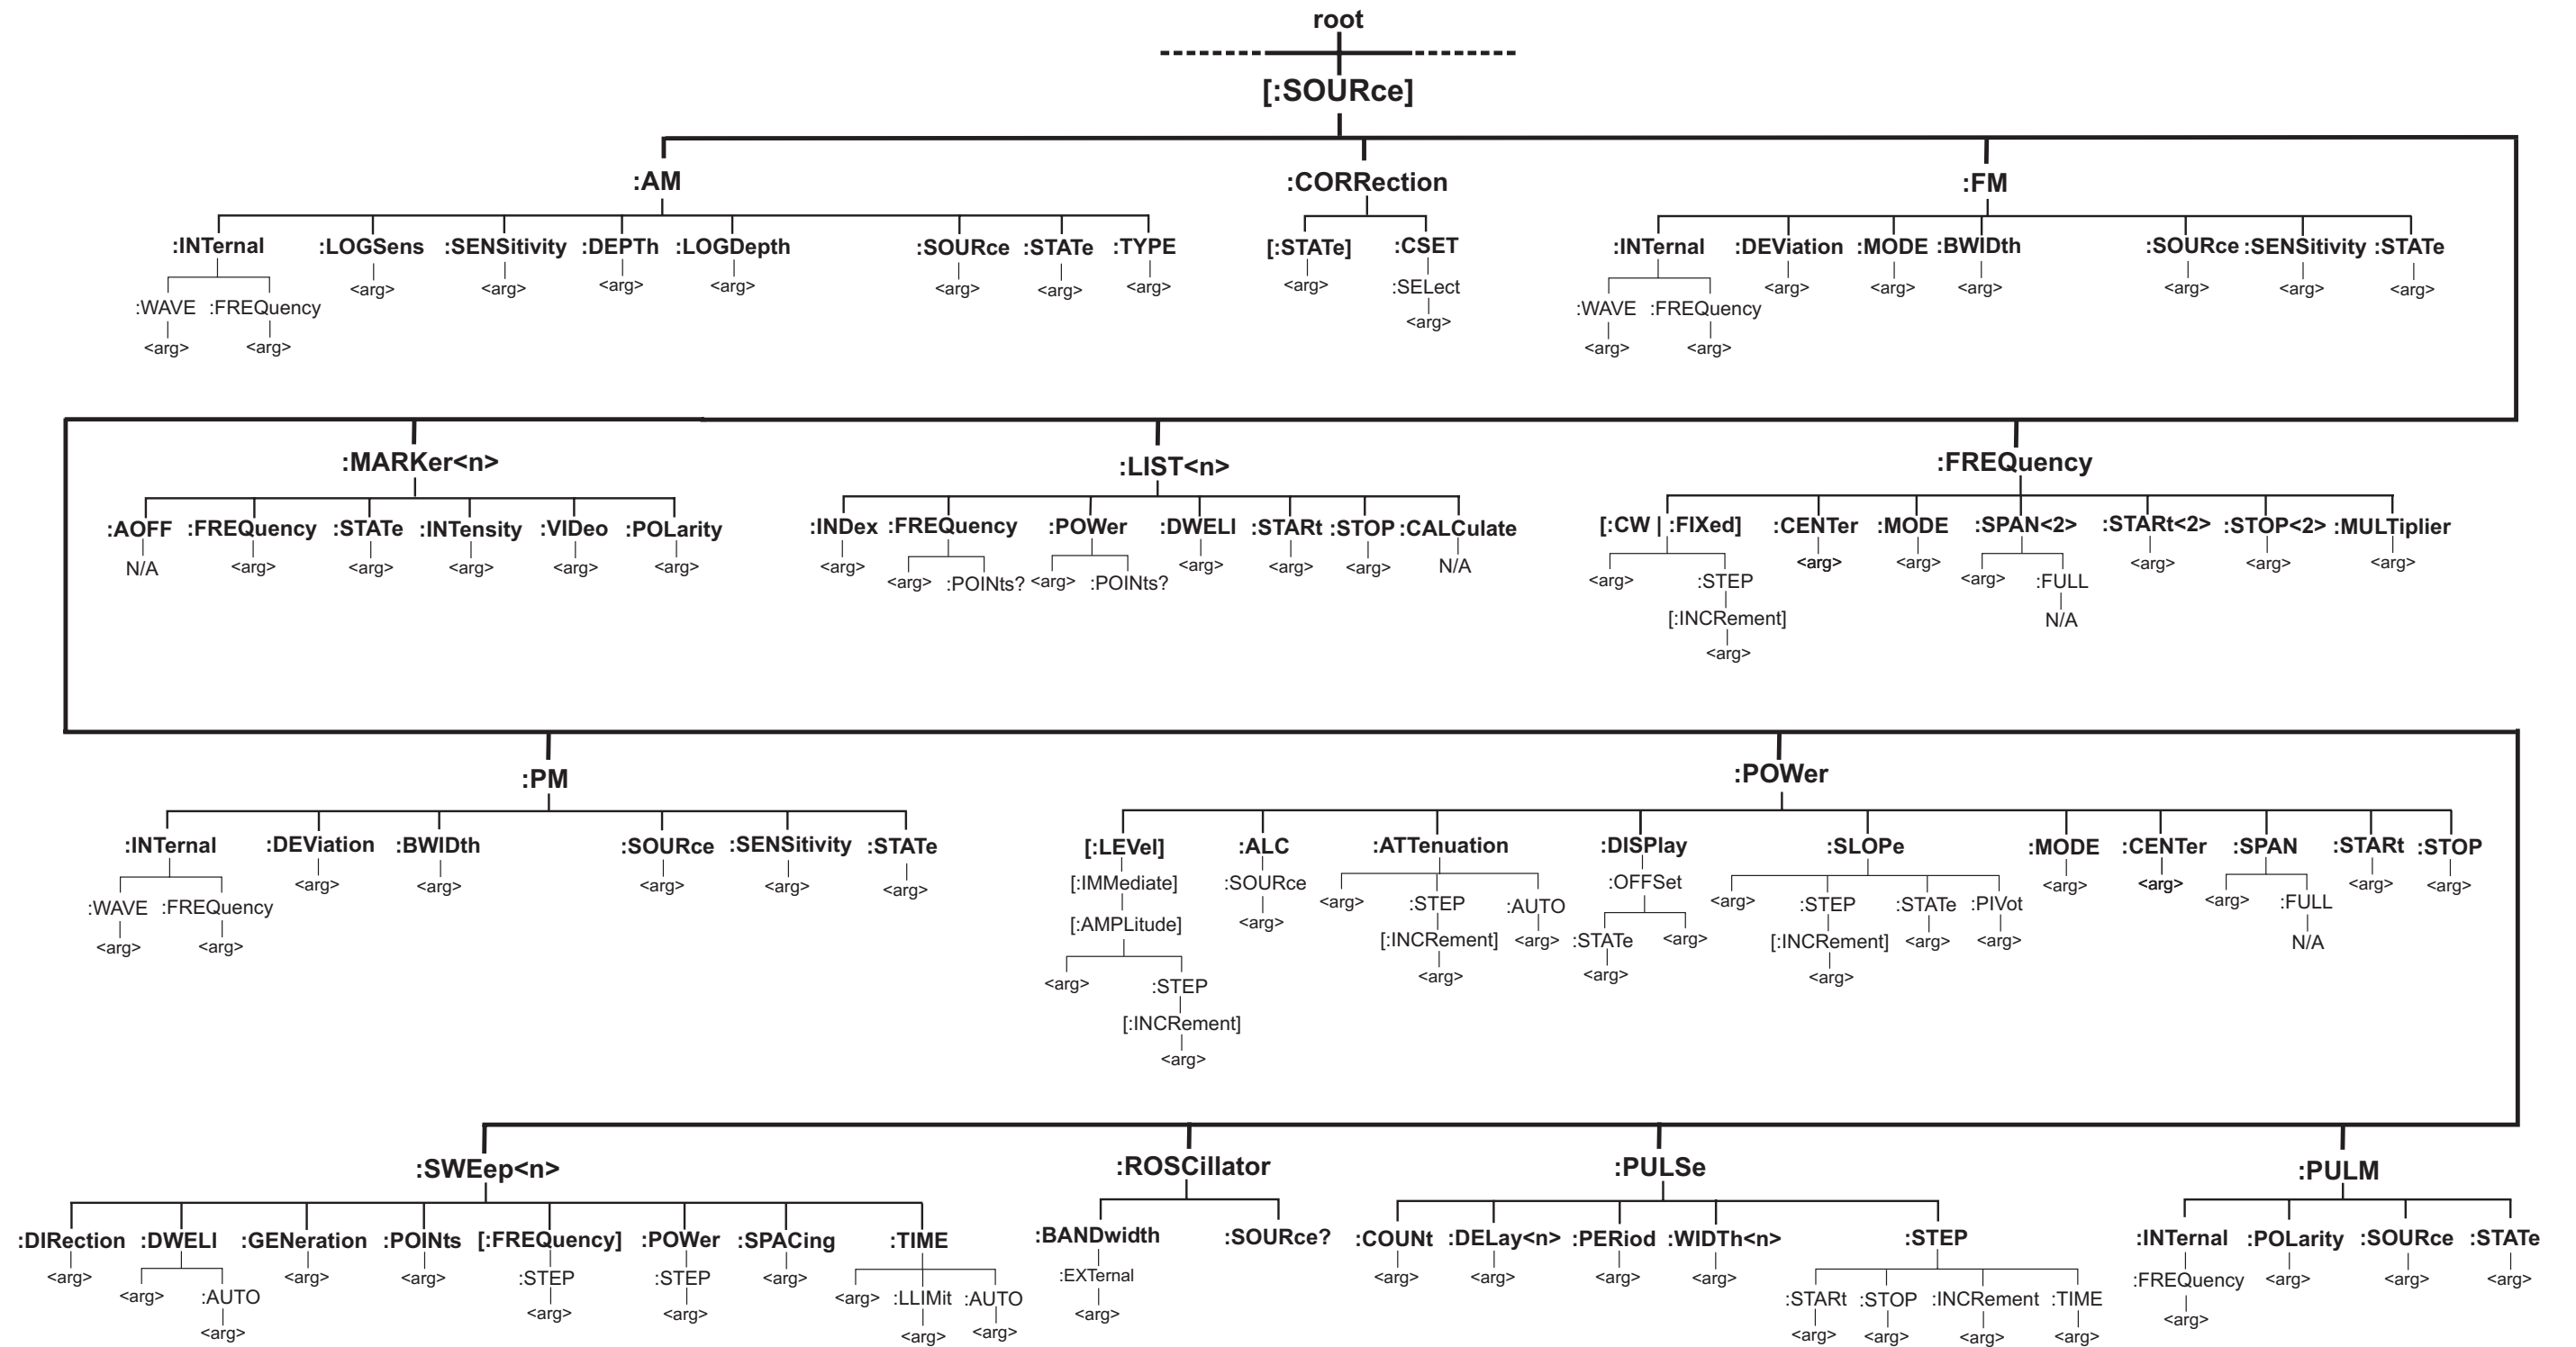 root
[:SOURce]
:AM :CORRection :FM
:INTernal :LOGSens :SENSitivity :DEPTh :LOGDepth :SOURce :STATe :TYPE [:STATe] :CSET :INTernal :DEViation :MODE :BWIDth :SOURce :SENSitivity :STATe
<arg> <arg> <arg> <arg> <arg> <arg> <arg> <arg> :SELect <arg> <arg> <arg> <arg> <arg> <arg>
:WAVE :FREQuency <arg> :WAVE :FREQuency
<arg> <arg> <arg> <arg>
:MARKer<n> :LIST<n> :FREQuency
:AOFF :FREQuency :STATe :INTensity :VIDeo :POLarity :INDex :FREQuency :POWer :DWELl :STARt :STOP :CALCulate [:CW | :FIXed] :CENTer :MODE :SPAN<2> :STARt<2> :STOP<2> :MULTiplier
N/A <arg> <arg> <arg> <arg> <arg> <arg> <arg> <arg> <arg> N/A <arg> <arg> <arg> <arg> <arg>
<arg> :POINts? <arg> :POINts? <arg> :STEP <arg> :FULL
[:INCRement] N/A
<arg>
:PM :POWer
:INTernal :DEViation :BWIDth :SOURce :SENSitivity :STATe [:LEVel] :ALC :ATTenuation :DISPlay :SLOPe :MODE :CENTer :SPAN :STARt :STOP
<arg> <arg> <arg> <arg> <arg> [:IMMediate] :SOURce :OFFSet <arg> <arg> <arg> <arg>
:WAVE :FREQuency [:AMPLitude] <arg> <arg> :STEP :AUTO <arg> :STEP :STATe :PIVot <arg> :FULL
<arg> <arg> [:INCRement] <arg> :STATe <arg> [:INCRement] <arg> <arg> N/A
<arg> :STEP <arg> <arg> <arg>
[:INCRement]
<arg>
:SWEep<n> :ROSCillator :PULSe :PULM
:DIRection :DWELl :GENeration :POINts [:FREQuency] :POWer :SPACing :TIME :BANDwidth :SOURce? :COUNt :DELay<n> :PERiod :WIDTh<n> :STEP :INTernal :POLarity :SOURce :STATe
<arg> <arg> <arg> :STEP :STEP <arg> :EXTernal <arg> <arg> <arg> <arg> :FREQuency <arg> <arg> <arg>
<arg> :AUTO <arg> <arg> <arg> :LLIMit :AUTO <arg> :STARt :STOP :INCRement :TIME <arg>
<arg> <arg> <arg> <arg> <arg> <arg> <arg>